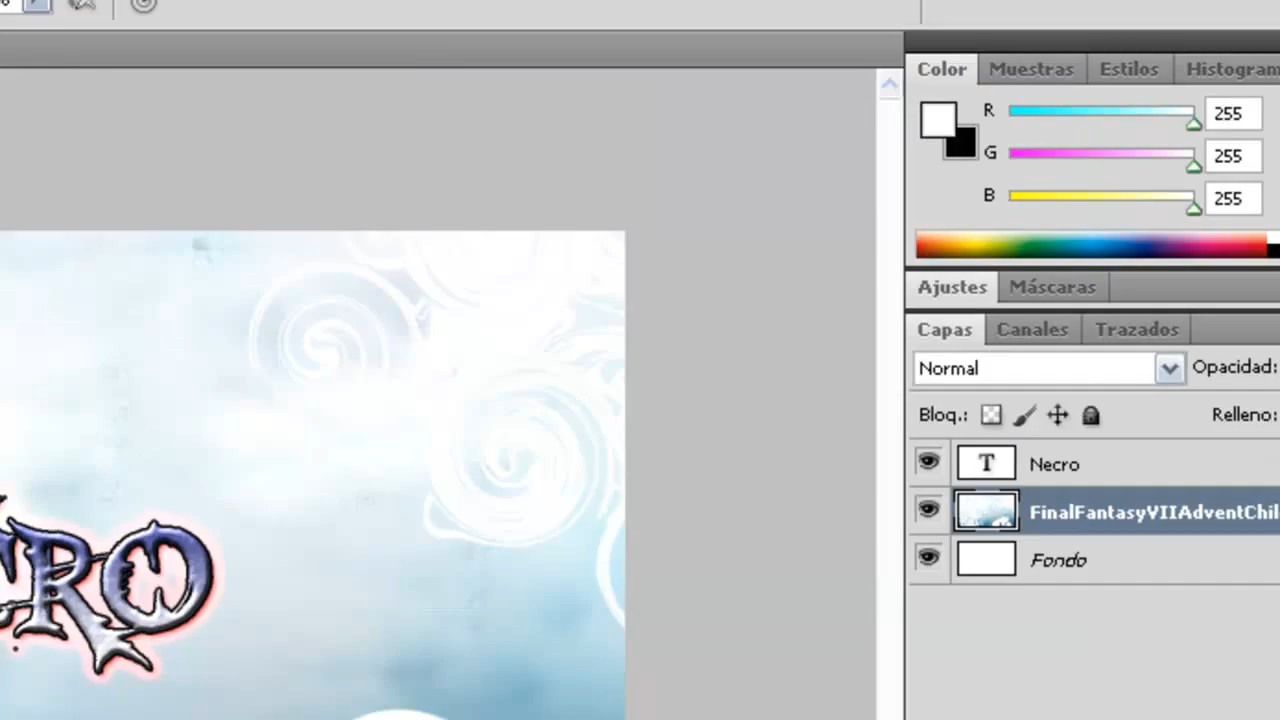 %
Color Muestras Estilos Histogram
R 255
G 255
B 255
Ajustes Máscaras
Capas Canales Trazados
Normal Opacidad:
Bloq.: Relleno:
T Necro
FinalFantasyVIIAdventChil
Fondo
CRO